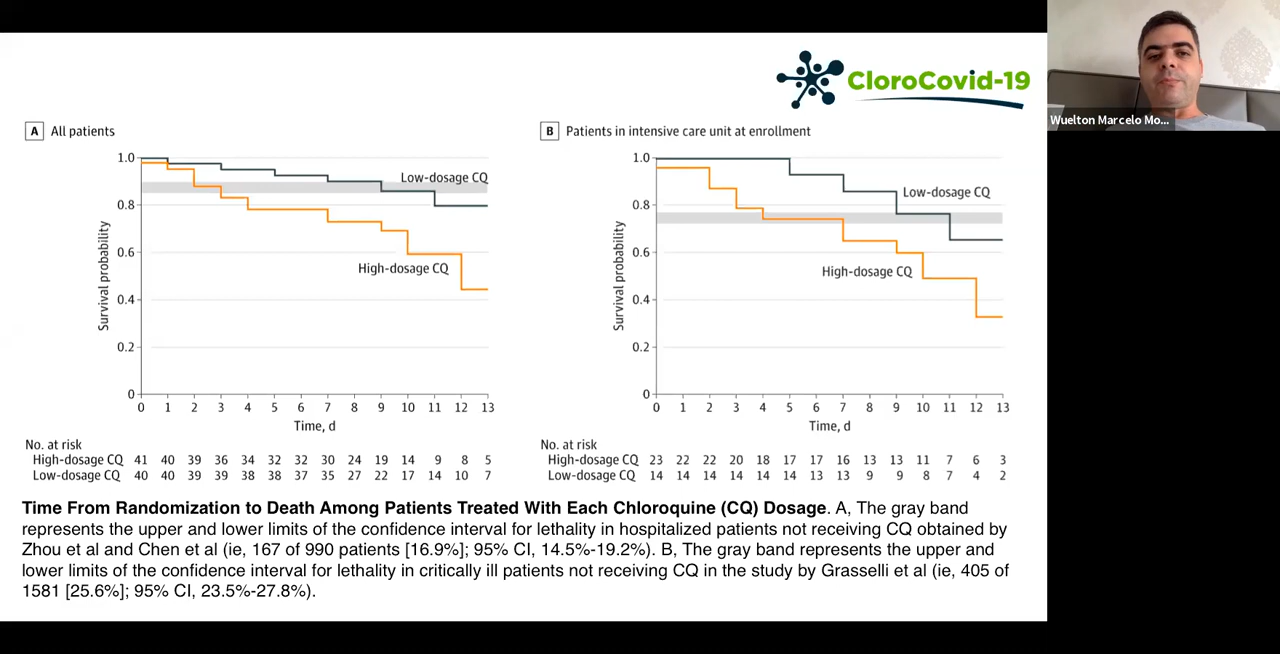 CloroCovid-19
Wuelton Marcelo Mo...
A All patients
1.0
0.8
0.6
0.4
0.2
0
Survival probability
Low-dosage CQ
High-dosage CQ
0 1 2 3 4 5 6 7 8 9 10 11 12 13
Time, d
No. at risk
High-dosage CQ 41 40 39 36 34 32 32 30 24 19 14 9 8 5
Low-dosage CQ 40 40 39 39 38 38 37 35 27 22 17 14 10 7
B Patients in intensive care unit at enrollment
1.0
0.8
0.6
0.4
0.2
0
Survival probability
Low-dosage CQ
High-dosage CQ
0 1 2 3 4 5 6 7 8 9 10 11 12 13
Time, d
No. at risk
High-dosage CQ 23 22 22 20 18 17 17 16 13 13 11 7 6 3
Low-dosage CQ 14 14 14 14 14 14 13 13 9 9 8 7 4 2
Time From Randomization to Death Among Patients Treated With Each Chloroquine (CQ) Dosage. A, The gray band
represents the upper and lower limits of the confidence interval for lethality in hospitalized patients not receiving CQ obtained by
Zhou et al and Chen et al (ie, 167 of 990 patients [16.9%]; 95% CI, 14.5%-19.2%). B, The gray band represents the upper and
lower limits of the confidence interval for lethality in critically ill patients not receiving CQ in the study by Grasselli et al (ie, 405 of
1581 [25.6%]; 95% CI, 23.5%-27.8%).